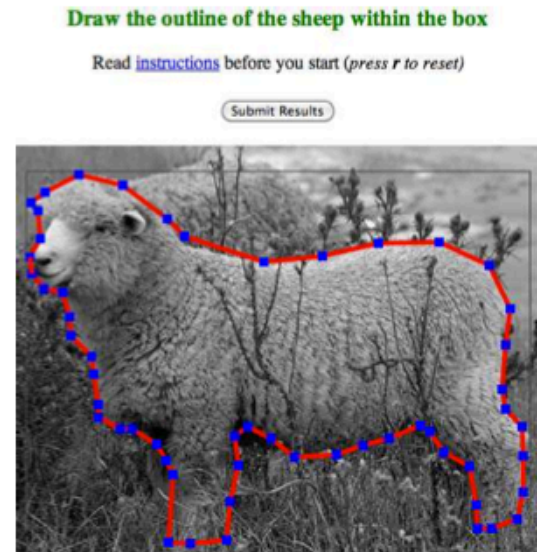 Draw the outline of the sheep within the box
Read instructions before you start (press r to reset)
Submit Results